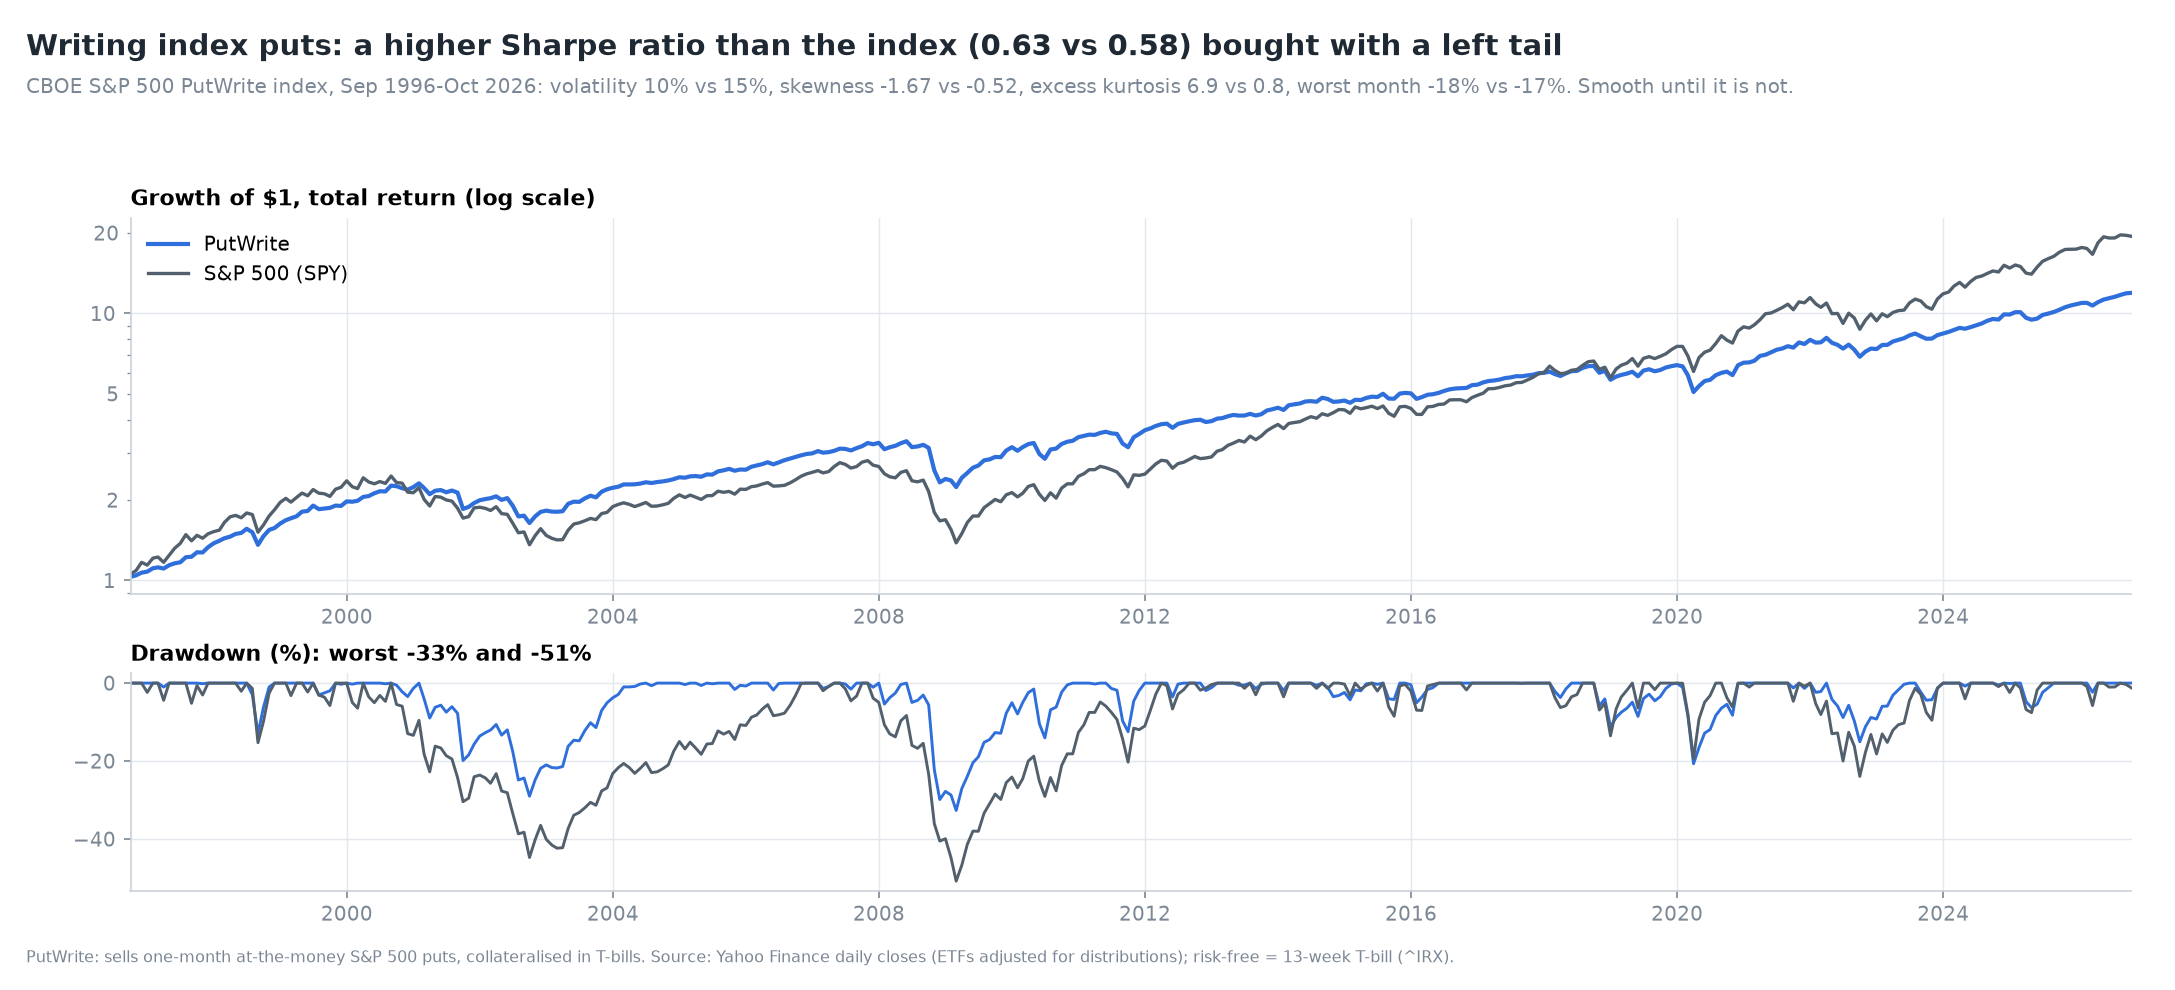 Writing index puts: a higher Sharpe ratio than the index (0.63 vs 0.58) bought with a left tail
CBOE S&P 500 PutWrite index, Sep 1996-Oct 2026: volatility 10% vs 15%, skewness -1.67 vs -0.52, excess kurtosis 6.9 vs 0.8, worst month -18% vs -17%. Smooth until it is not.
Growth of $1, total return (log scale)
20
10
5
2
1
PutWrite
S&P 500 (SPY)
2000 2004 2008 2012 2016 2020 2024
Drawdown (%): worst -33% and -51%
0
−20
−40
2000 2004 2008 2012 2016 2020 2024
PutWrite: sells one-month at-the-money S&P 500 puts, collateralised in T-bills. Source: Yahoo Finance daily closes (ETFs adjusted for distributions); risk-free = 13-week T-bill (^IRX).